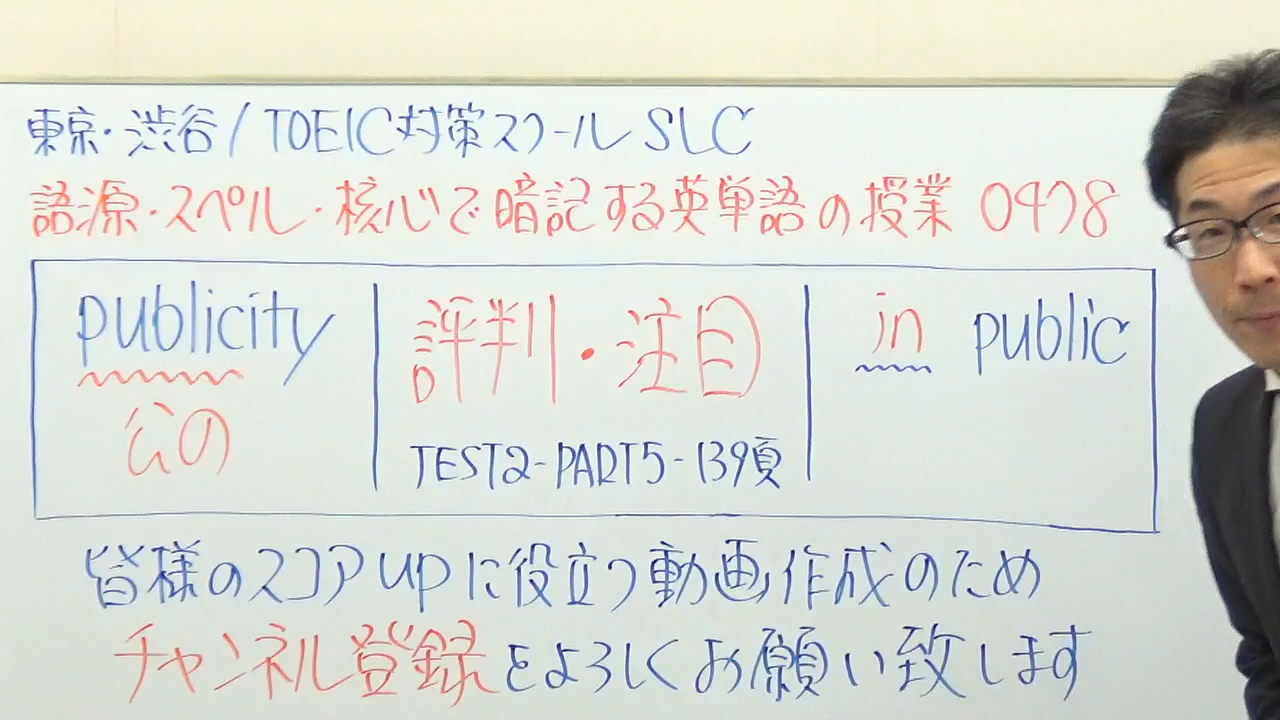 東京・渋谷/TOEIC対策スクールSLC
語源・スペル・核心で暗記する英単語の授業 0478
publicity
公の
評判・注目
TEST2-PART5-139頁
in public
皆様のスコアupに役立つ動画作成のため
チャンネル登録をよろしくお願い致します